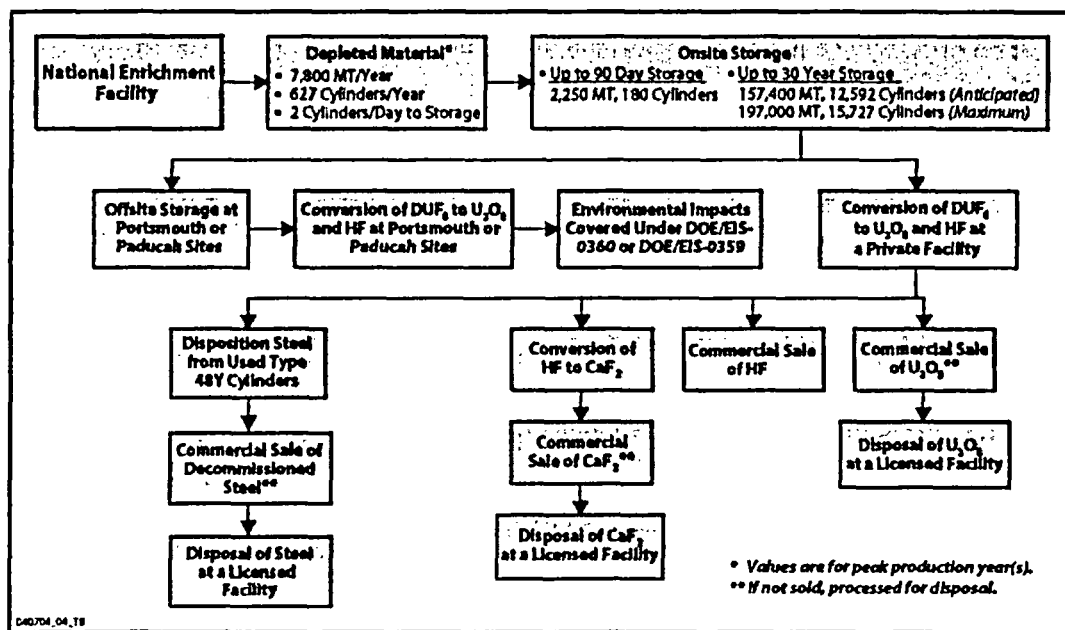 National Enrichment
Facility
Depleted Material*
• 7,800 MT/Year
• 627 Cylinders/Year
• 2 Cylinders/Day to Storage
Onsite Storage
• Up to 90 Day Storage
2,250 MT, 180 Cylinders
• Up to 30 Year Storage
157,400 MT, 12,592 Cylinders (Anticipated)
197,000 MT, 15,727 Cylinders (Maximum)
Offsite Storage at
Portsmouth or
Paducah Sites
Conversion of DUF₆ to U₃O₈
and HF at Portsmouth or
Paducah Sites
Environmental Impacts
Covered Under DOE/EIS-
0360 or DOE/EIS-0359
Conversion of DUF₆
to U₃O₈ and HF at
a Private Facility
Disposition Steel
from Used Type
48Y Cylinders
Conversion of
HF to CaF₂
Commercial Sale
of HF
Commercial Sale
of U₃O₈**
Commercial Sale of
Decommissioned
Steel**
Commercial
Sale of CaF₂**
Disposal of U₃O₈
at a Licensed Facility
Disposal of Steel
at a Licensed
Facility
Disposal of CaF₂
at a Licensed Facility
* Values are for peak production year(s).
** If not sold, processed for disposal.